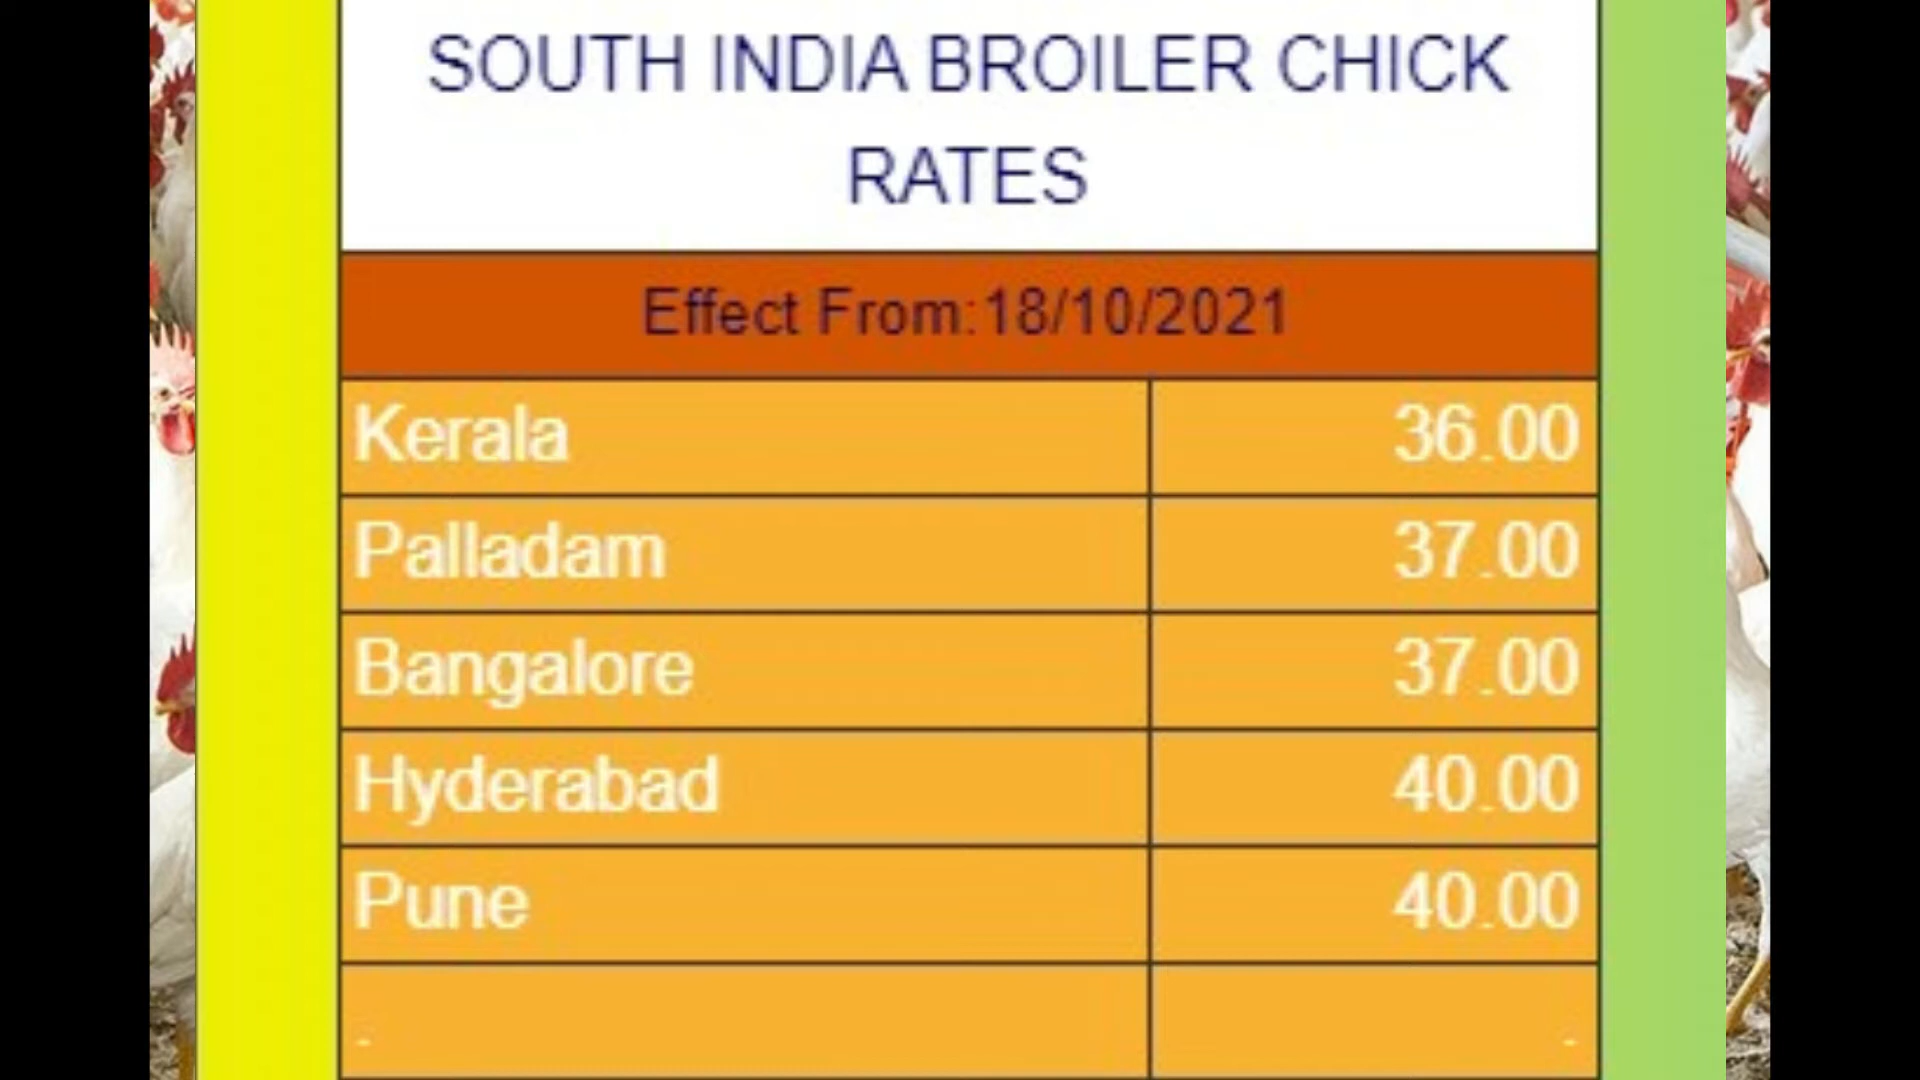 SOUTH INDIA BROILER CHICK
RATES
Effect From:18/10/2021
Kerala 36.00
Palladam 37.00
Bangalore 37.00
Hyderabad 40.00
Pune 40.00
- -